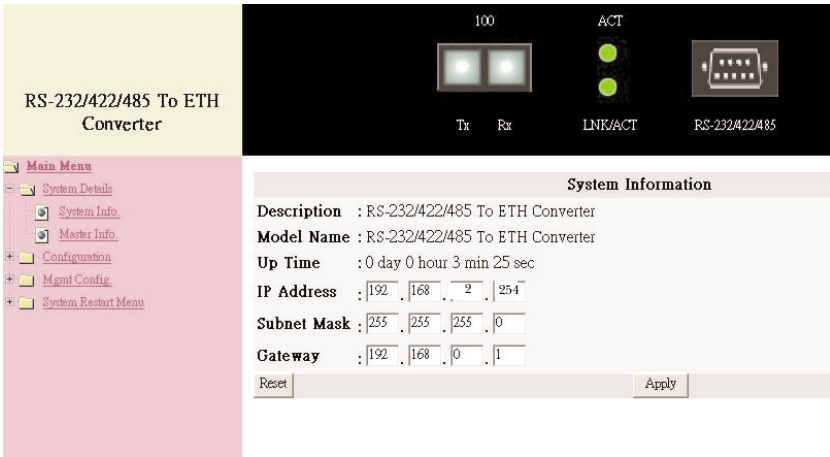 RS-232/422/485 To ETH
Converter
100
ACT
Tx
Rx
LNK/ACT
RS-232/422/485
Main Menu
System Details
System Info.
Master Info.
Configuration
Mgmt Config.
System Restart Menu
System Information
Description : RS-232/422/485 To ETH Converter
Model Name : RS-232/422/485 To ETH Converter
Up Time : 0 day 0 hour 3 min 25 sec
IP Address : 192 . 168 . 2 . 254
Subnet Mask : 255 . 255 . 255 . 0
Gateway : 192 . 168 . 0 . 1
Reset
Apply